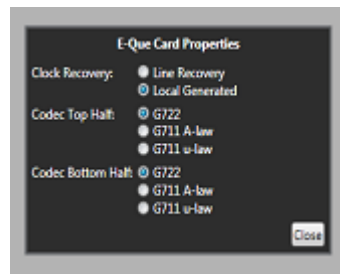 E-Que Card Properties
Clock Recovery: Line Recovery
Local Generated
Codec Top Half: G722
G711 A-law
G711 u-law
Codec Bottom Half: G722
G711 A-law
G711 u-law
Close